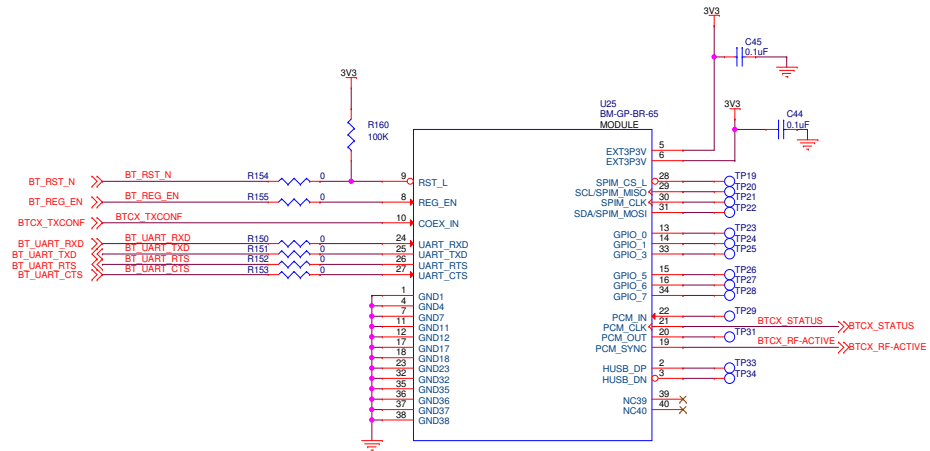 3V3
C45
0.1uF
3V3
C44
0.1uF
3V3
R160
100K
U25
BM-GP-BR-65
MODULE
5 EXT3P3V
6 EXT3P3V
BT_RST_N BT_RST_N R154 0 9 RST_L
BT_REG_EN BT_REG_EN R155 0 8 REG_EN
BTCX_TXCONF BTCX_TXCONF 10 COEX_IN
BT_UART_RXD BT_UART_RXD R150 0 24 UART_RXD
BT_UART_TXD BT_UART_TXD R151 0 25 UART_TXD
BT_UART_RTS BT_UART_RTS R152 0 26 UART_RTS
BT_UART_CTS BT_UART_CTS R153 0 27 UART_CTS
1 GND1
4 GND4
7 GND7
11 GND11
12 GND12
17 GND17
18 GND18
23 GND23
32 GND32
35 GND35
36 GND36
37 GND37
38 GND38
SPIM_CS_L 28 TP19
SCL/SPIM_MISO 29 TP20
SPIM_CLK 30 TP21
SDA/SPIM_MOSI 31 TP22
GPIO_0 13 TP23
GPIO_1 14 TP24
GPIO_3 33 TP25
GPIO_5 15 TP26
GPIO_6 16 TP27
GPIO_7 34 TP28
PCM_IN 22 TP29
PCM_CLK 21 BTCX_STATUS BTCX_STATUS
PCM_OUT 20 TP31
PCM_SYNC 19 BTCX_RF-ACTIVE BTCX_RF-ACTIVE
HUSB_DP 2 TP33
HUSB_DN 3 TP34
NC39 39
NC40 40